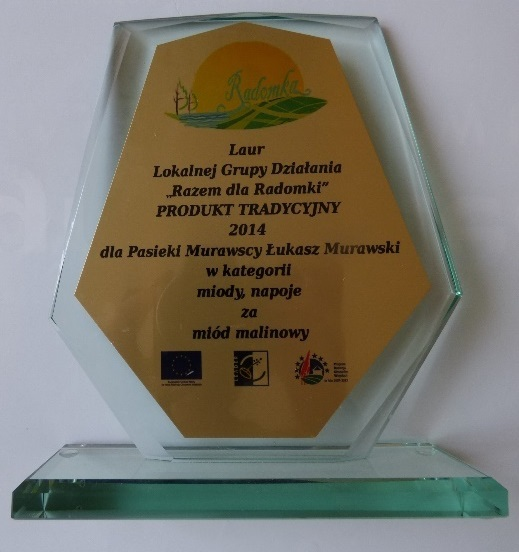 Radomka
Laur
Lokalnej Grupy Działania
„Razem dla Radomki”
PRODUKT TRADYCYJNY
2014
dla Pasieki Murawscy Łukasz Murawski
w kategorii
miody, napoje
za
miód malinowy